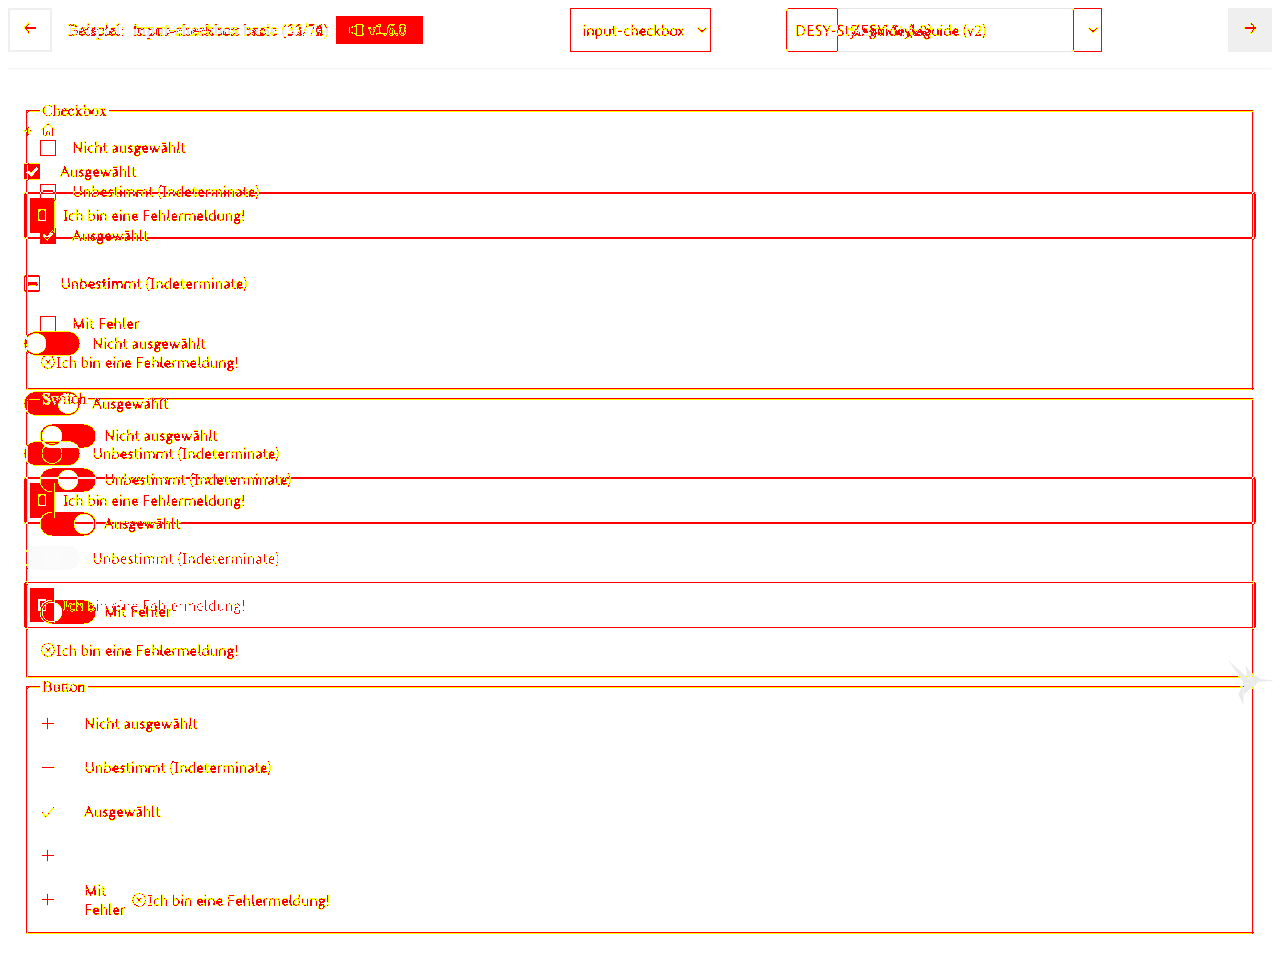 Beispiel: input-checkbox basic v1.6.0 input-checkbox DESY-Styleguide (v2)
Checkbox
Nicht ausgewählt
Ausgewählt
Unbestimmt (Indeterminate)
Ich bin eine Fehlermeldung!
Ausgewählt
Unbestimmt (Indeterminate)
Mit Fehler
Nicht ausgewählt
Ich bin eine Fehlermeldung!
Switch
Ausgewählt
Nicht ausgewählt
Unbestimmt (Indeterminate)
Unbestimmt (Indeterminate)
Ich bin eine Fehlermeldung!
Ausgewählt
Unbestimmt (Indeterminate)
Ich bin eine Fehlermeldung!
Mit Fehler
Ich bin eine Fehlermeldung!
Button
Nicht ausgewählt
Unbestimmt (Indeterminate)
Ausgewählt
Mit
Fehler
Ich bin eine Fehlermeldung!